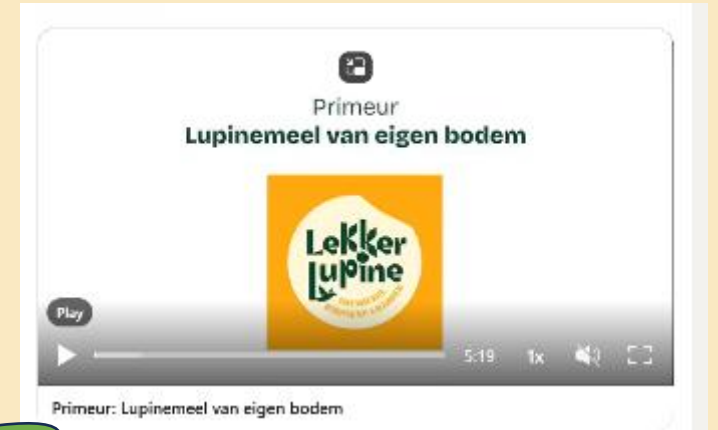 Primeur
Lupinemeel van eigen bodem
Lekker
Lupine
Play
5:19 1x
Primeur: Lupinemeel van eigen bodem